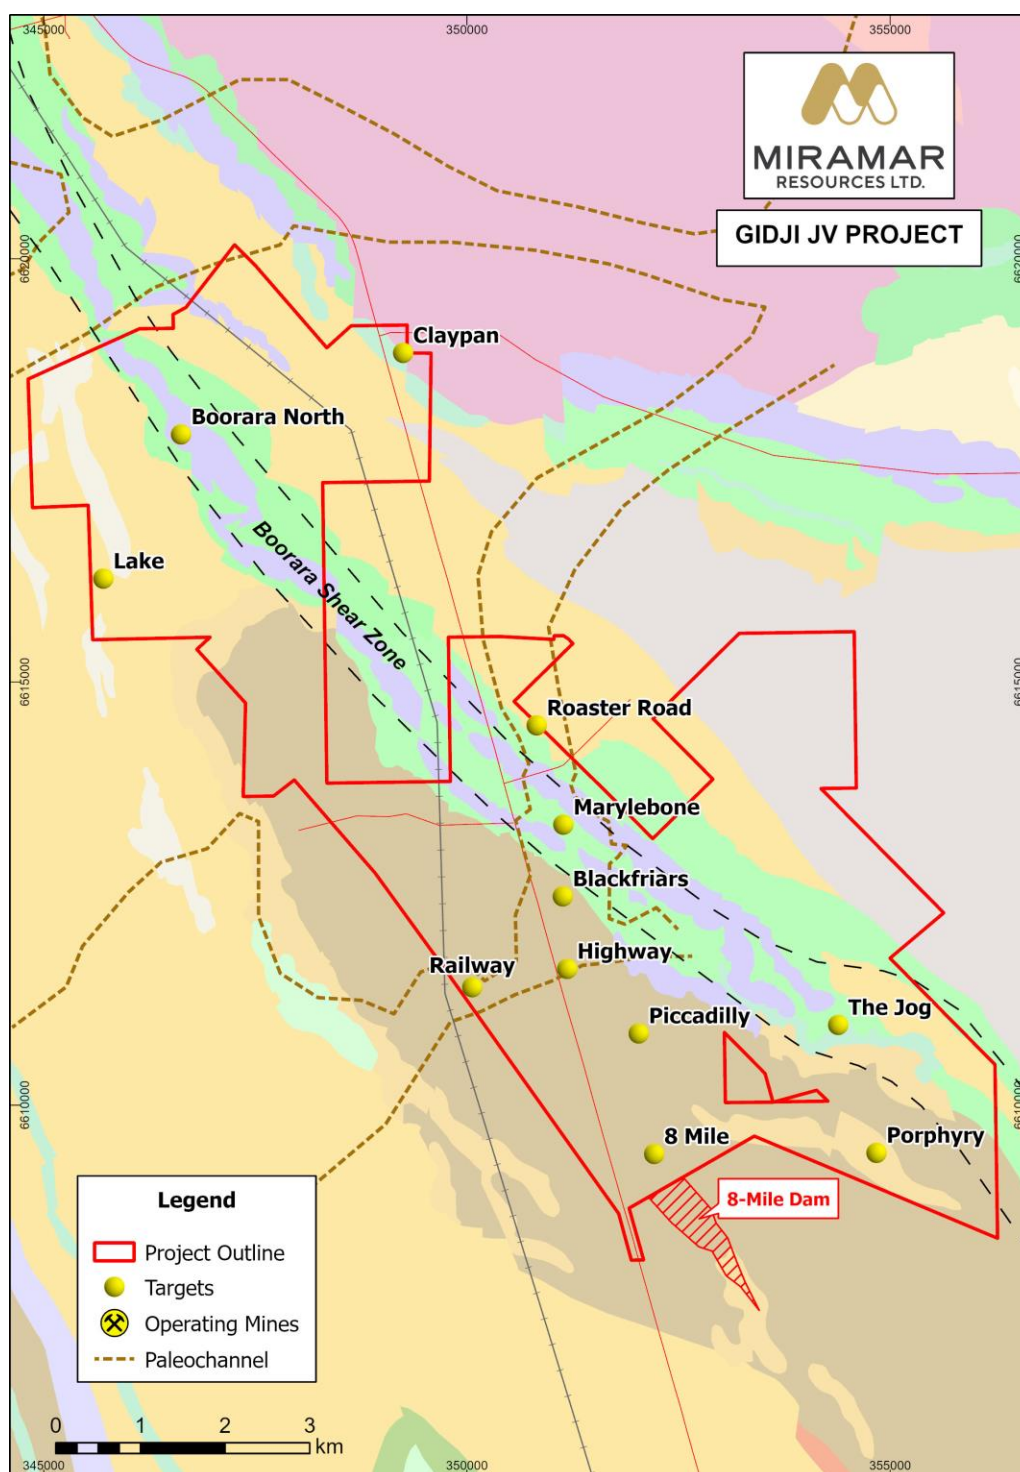 345000
350000
355000
MIRAMAR
RESOURCES LTD.
GIDJI JV PROJECT
6620000
6620000
Claypan
Boorara North
Boorara Shear Zone
Lake
6615000
6615000
Roaster Road
Marylebone
Blackfriars
Highway
Railway
Piccadilly
The Jog
6610000
6610000
8 Mile
Porphyry
8-Mile Dam
Legend
Project Outline
Targets
Operating Mines
Paleochannel
0 1 2 3
km
345000
350000
355000